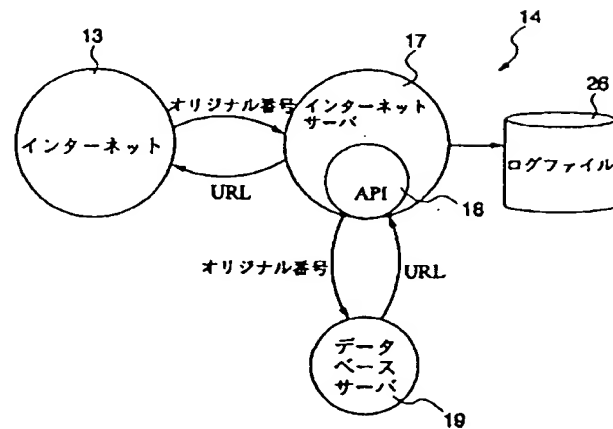 13
17
14
26
オリジナル番号
インターネット
サーバ
インターネット
URL
API
18
ログファイル
オリジナル番号
URL
データ
ベース
サーバ
19